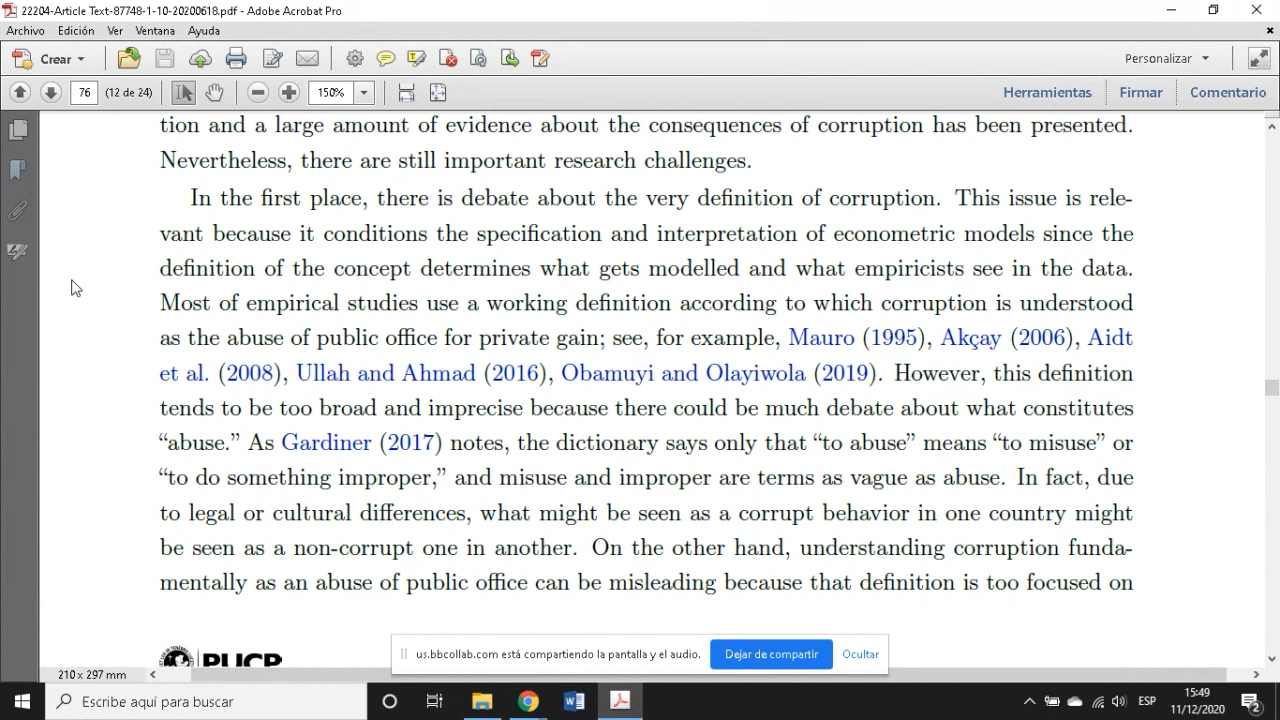 22204-Article Text-87748-1-10-20200618.pdf - Adobe Acrobat Pro
Archivo Edición Ver Ventana Ayuda
Crear Personalizar
76 (12 de 24) 150% Herramientas Firmar Comentario
tion and a large amount of evidence about the consequences of corruption has been presented.
Nevertheless, there are still important research challenges.
In the first place, there is debate about the very definition of corruption. This issue is rele-
vant because it conditions the specification and interpretation of econometric models since the
definition of the concept determines what gets modelled and what empiricists see in the data.
Most of empirical studies use a working definition according to which corruption is understood
as the abuse of public office for private gain; see, for example, Mauro (1995), Akçay (2006), Aidt
et al. (2008), Ullah and Ahmad (2016), Obamuyi and Olayiwola (2019). However, this definition
tends to be too broad and imprecise because there could be much debate about what constitutes
“abuse.” As Gardiner (2017) notes, the dictionary says only that “to abuse” means “to misuse” or
“to do something improper,” and misuse and improper are terms as vague as abuse. In fact, due
to legal or cultural differences, what might be seen as a corrupt behavior in one country might
be seen as a non-corrupt one in another. On the other hand, understanding corruption funda-
mentally as an abuse of public office can be misleading because that definition is too focused on
PUCP
us.bbcollab.com está compartiendo la pantalla y el audio. Dejar de compartir Ocultar
210 x 297 mm
Escribe aquí para buscar
ESP
15:49
11/12/2020
2